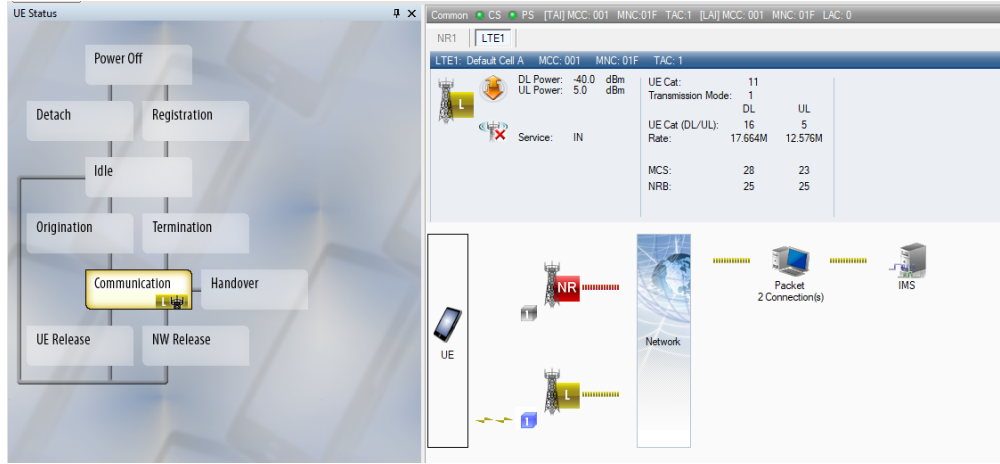 UE Status
Power Off
Detach
Registration
Idle
Origination
Termination
Communication
L
Handover
UE Release
NW Release
Common CS PS [TAI] MCC: 001 MNC:01F TAC:1 [LAI] MCC: 001 MNC: 01F LAC: 0
NR1 LTE1
LTE1: Default Cell A MCC: 001 MNC: 01F TAC: 1
L
DL Power: -40.0 dBm
UL Power: 5.0 dBm
Service: IN
UE Cat: 11
Transmission Mode: 1
DL UL
UE Cat (DL/UL): 16 5
Rate: 17.664M 12.576M
MCS: 28 23
NRB: 25 25
UE
NR
1
L
1
Network
Packet
2 Connection(s)
IMS